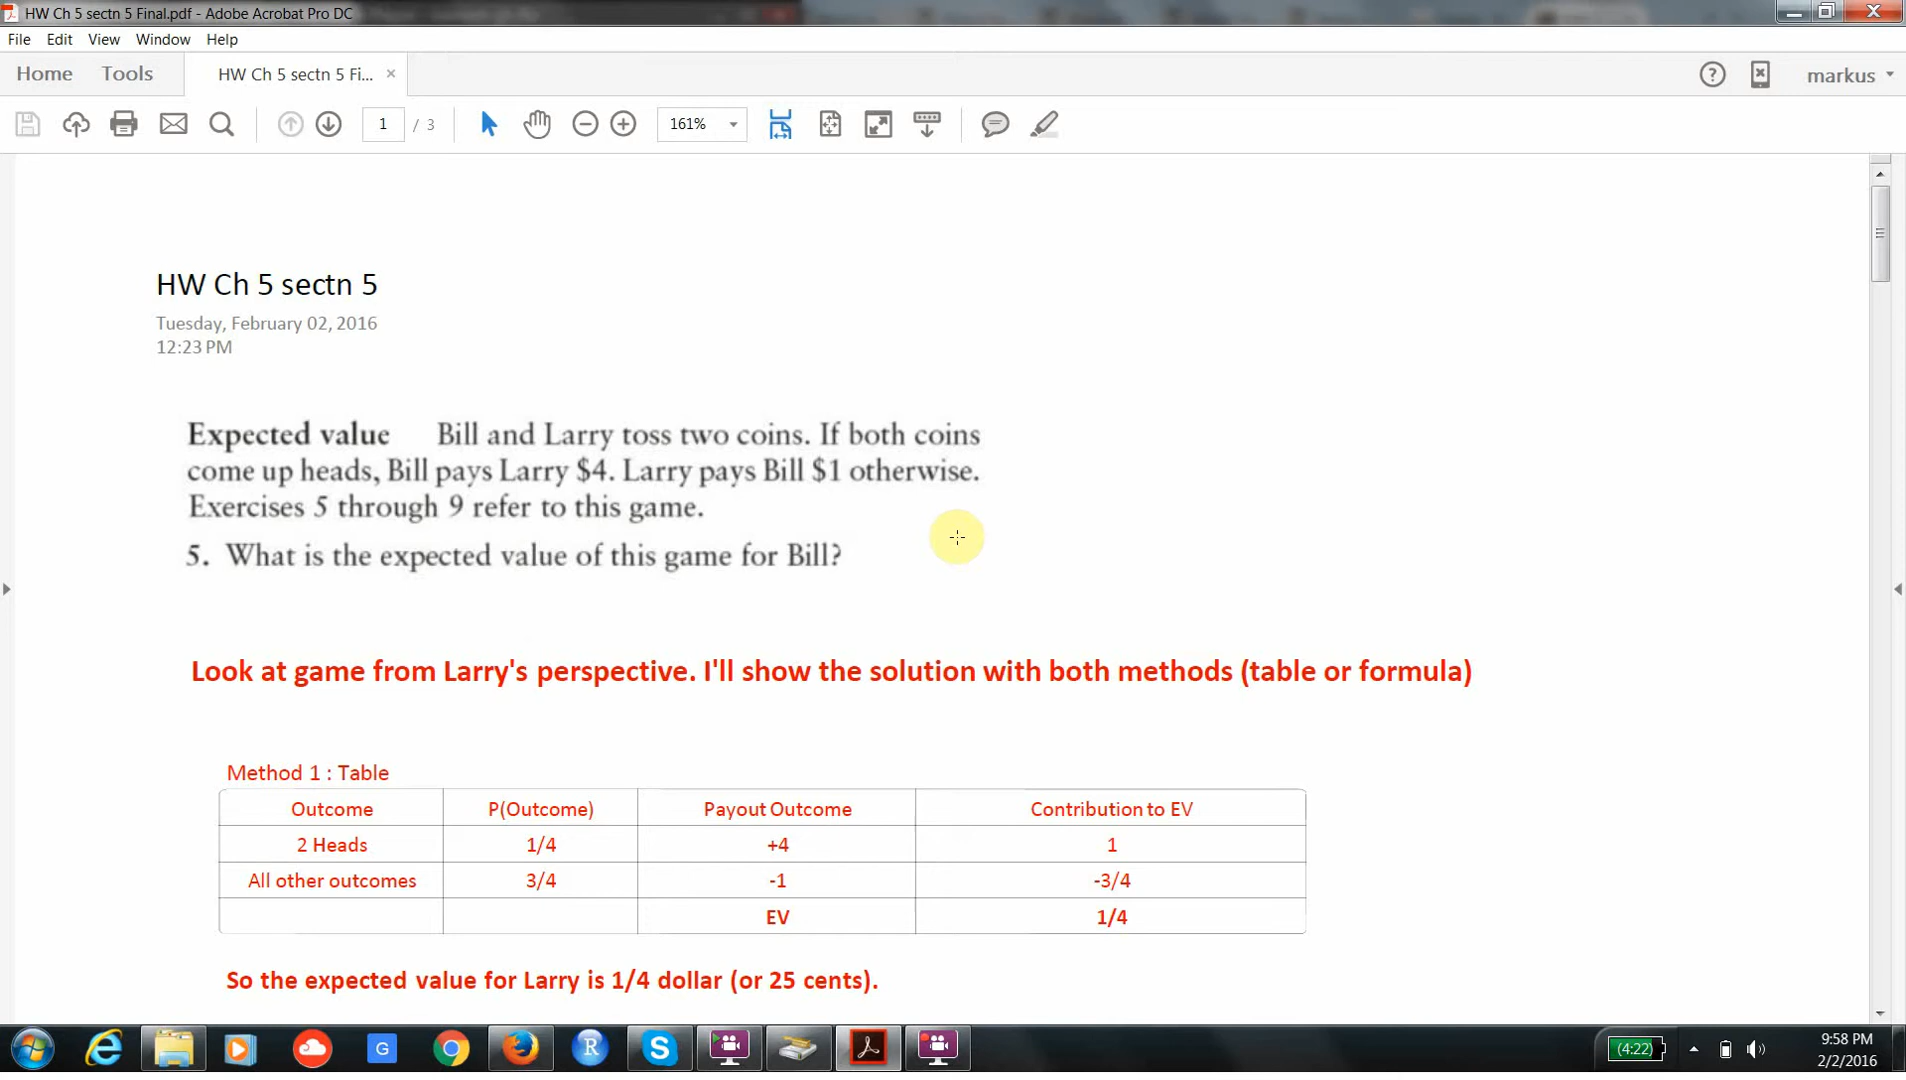 HW Ch 5 sectn 5 Final.pdf - Adobe Acrobat Pro DC
File Edit View Window Help
Home Tools HW Ch 5 sectn 5 Fi... × markus
1 / 3 161%
HW Ch 5 sectn 5
Tuesday, February 02, 2016
12:23 PM
Expected value Bill and Larry toss two coins. If both coins
come up heads, Bill pays Larry $4. Larry pays Bill $1 otherwise.
Exercises 5 through 9 refer to this game.
5. What is the expected value of this game for Bill?
Look at game from Larry's perspective. I'll show the solution with both methods (table or formula)
Method 1 : Table
Outcome P(Outcome) Payout Outcome Contribution to EV
2 Heads 1/4 +4 1
All other outcomes 3/4 -1 -3/4
EV 1/4
So the expected value for Larry is 1/4 dollar (or 25 cents).
(4:22) 9:58 PM
2/2/2016